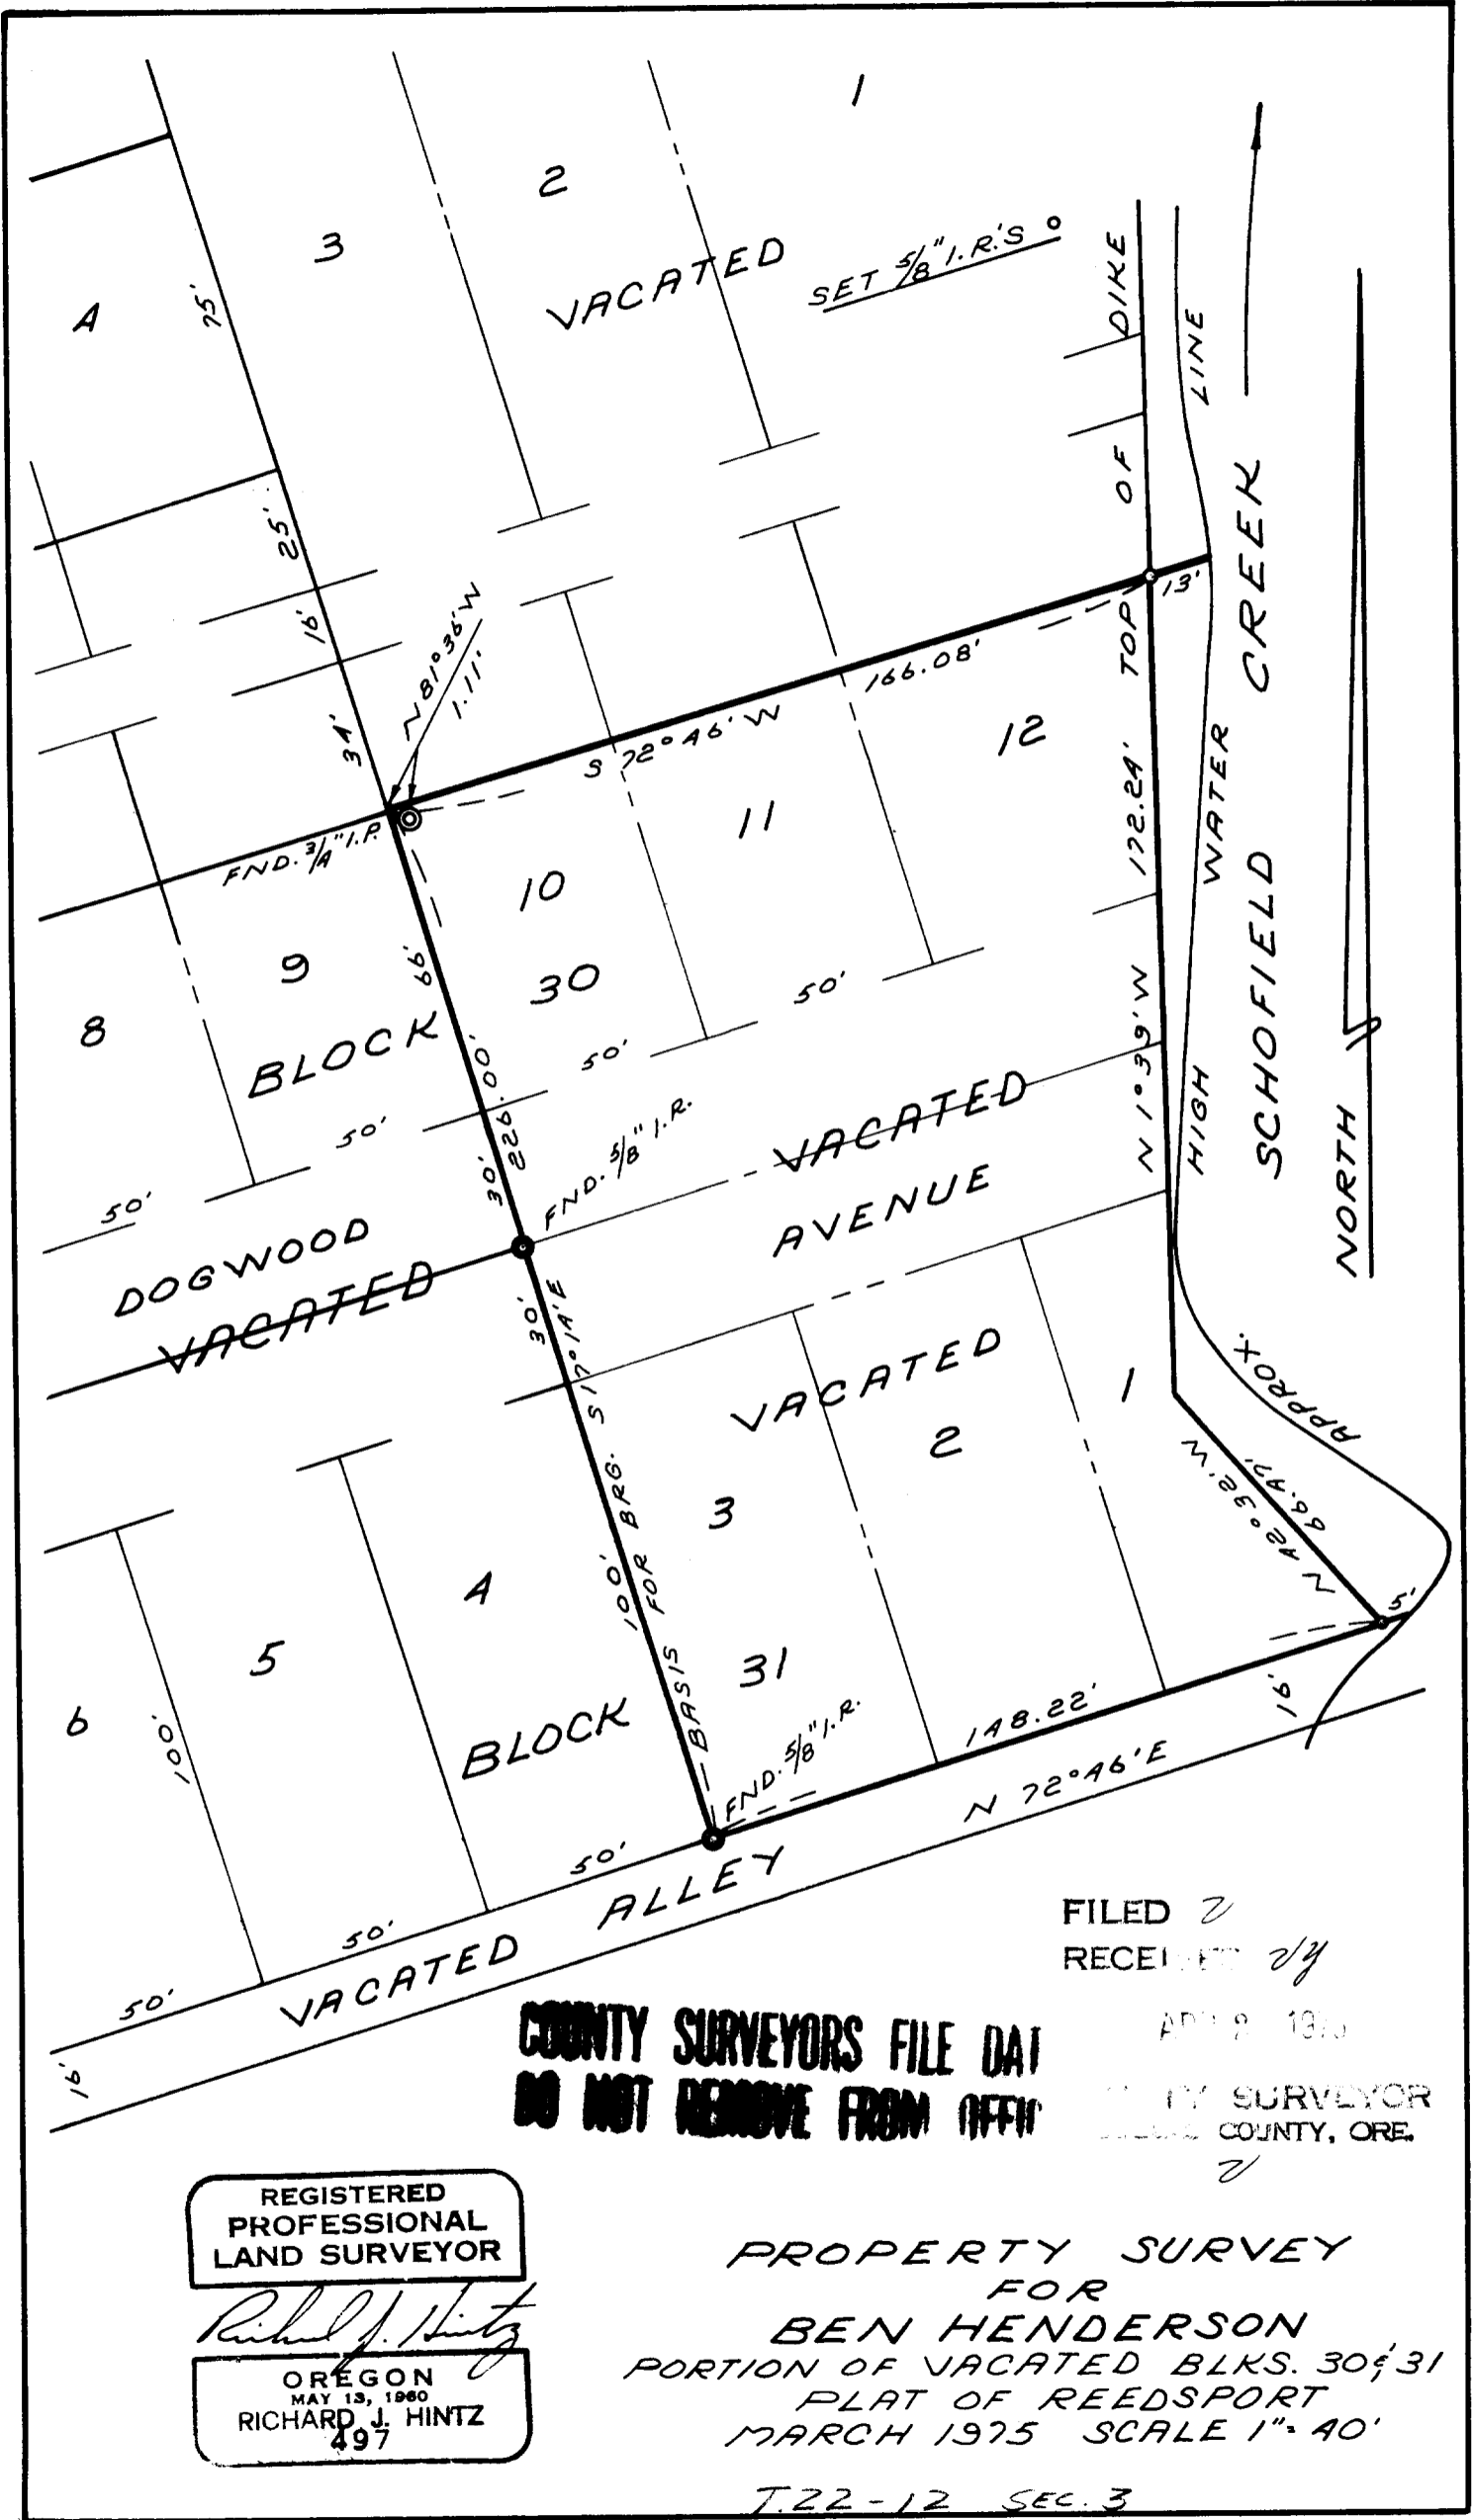 1
2
3
4
VACATED
SET 5/8" I.R.'S
75'
25'
16'
34'
N 81°36' W
1.11'
TOP OF DIKE
HIGH WATER LINE
APPROX.
SCHOFIELD CREEK
NORTH
13'
166.08'
S 72°46' W
172.24'
N 1°39' W
FND. 3/4" I.P.
12
11
10
9
8
BLOCK 30
66'
226.00'
30'
50'
50'
50'
50'
FND. 5/8" I.R.
VACATED
DOGWOOD AVENUE
VACATED
30'
S 17°14' E
BASIS FOR BRG.
100'
VACATED
1
2
3
4
5
6
BLOCK 31
100'
N 42°32' W
69.47'
5'
16'
FND. 5/8" I.R.
148.22'
N 72°46' E
50'
50'
50'
VACATED ALLEY
16'
FILED
COUNTY SURVEYORS FILE
DO NOT REMOVE FROM
SURVEYOR
COUNTY, ORE.
REGISTERED
PROFESSIONAL
LAND SURVEYOR
Richard J. Hintz
OREGON
MAY 13, 1960
RICHARD J. HINTZ
497
PROPERTY SURVEY
FOR
BEN HENDERSON
PORTION OF VACATED BLKS. 30 & 31
PLAT OF REEDSPORT
MARCH 1975 SCALE 1" = 40'
T.22-12 SEC. 3